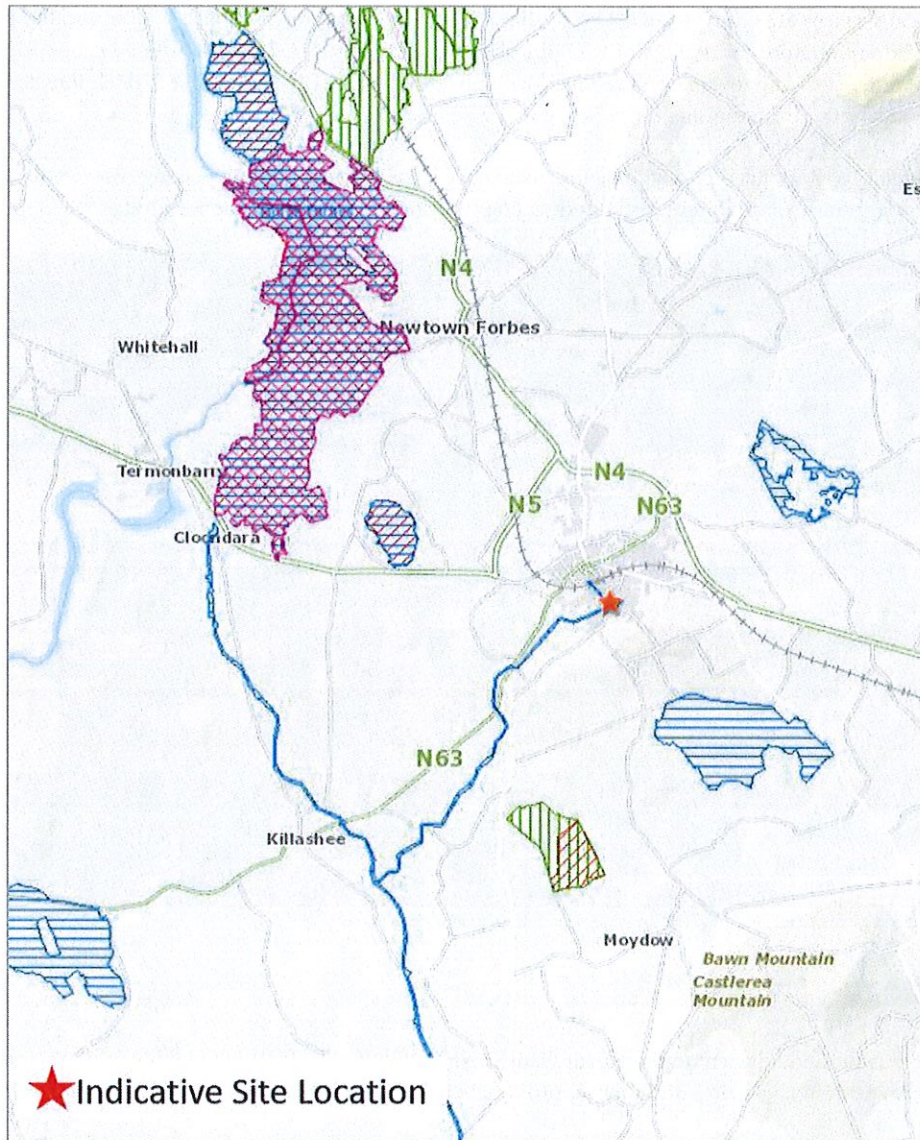 Es
N4
Newtown Forbes
Whitehall
Termonbarry
N4
N5
N63
Cloondara
N63
Killashee
Moydow
Bawn Mountain
Castlerea
Mountain
Indicative Site Location